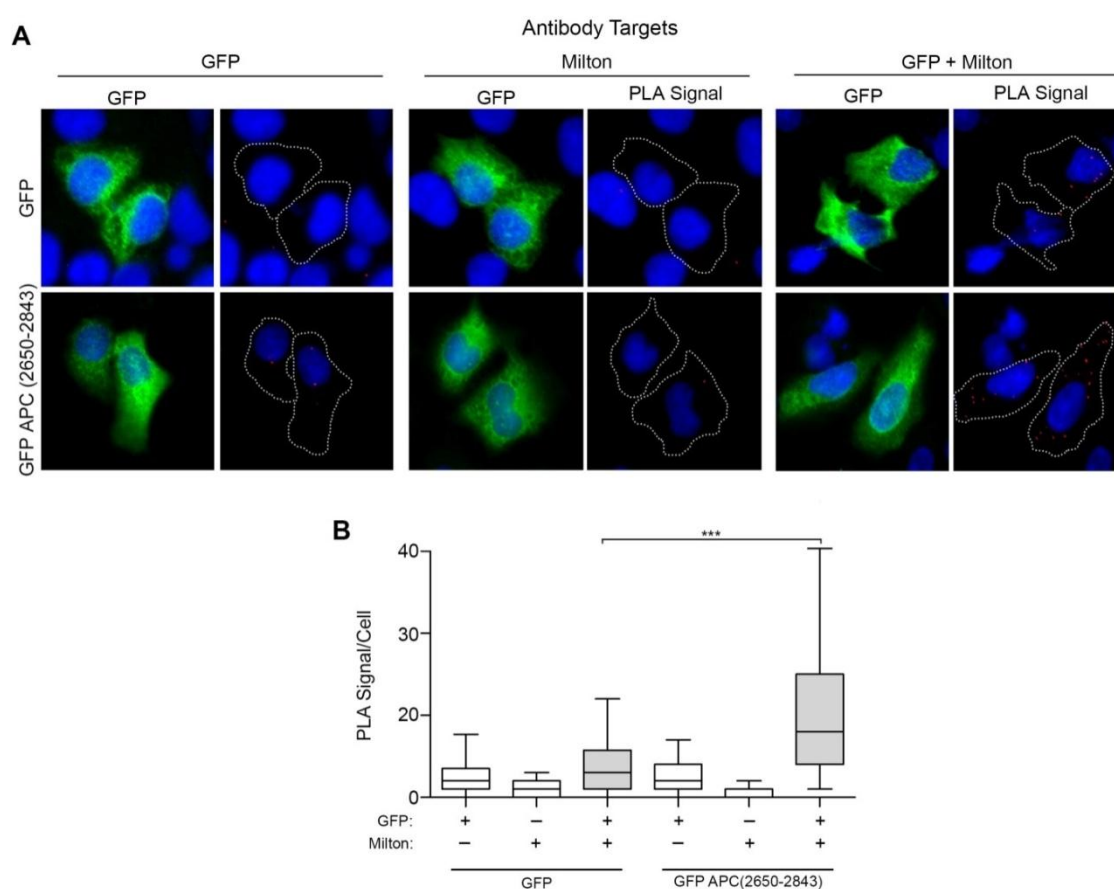 A
Antibody Targets
GFP
Milton
GFP + Milton
GFP
GFP
PLA Signal
GFP
PLA Signal
GFP
GFP APC (2650-2843)
B
***
PLA Signal/Cell
40
30
20
0
GFP: + – + + – +
Milton: – + + – + +
GFP
GFP APC(2650-2843)